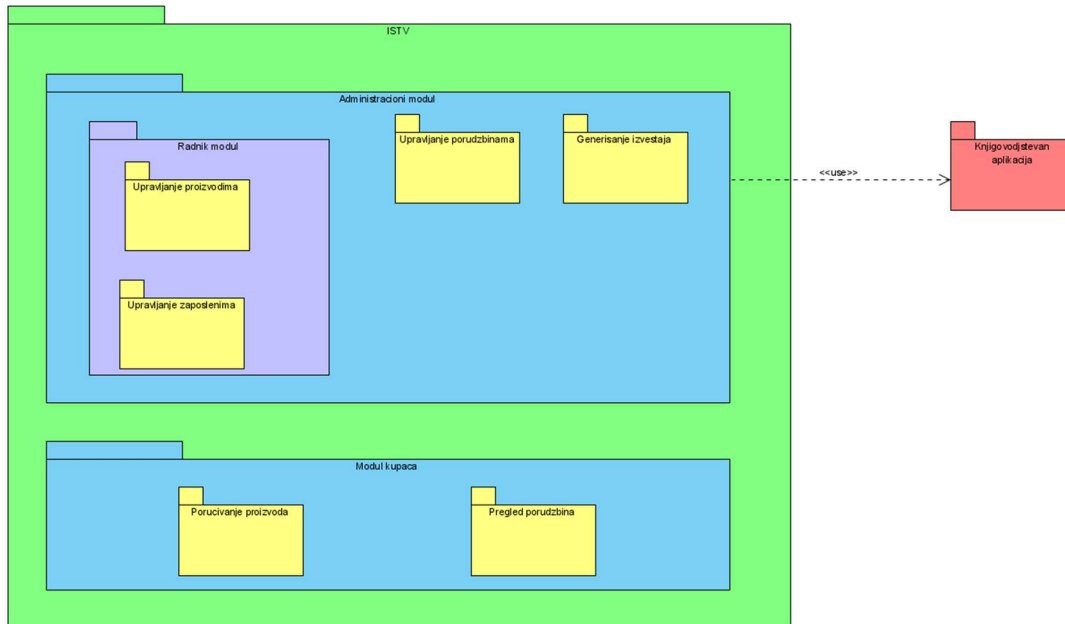 ISTV
Administracioni modul
Radnik modul
Upravljanje porudzbinama
Generisanje izvestaja
Knjigovodjstevan
aplikacija
<<use>>
Upravljanje proizvodima
Upravljanje zaposlenima
Modul kupaca
Porucivanje proizvoda
Pregled porudzbina